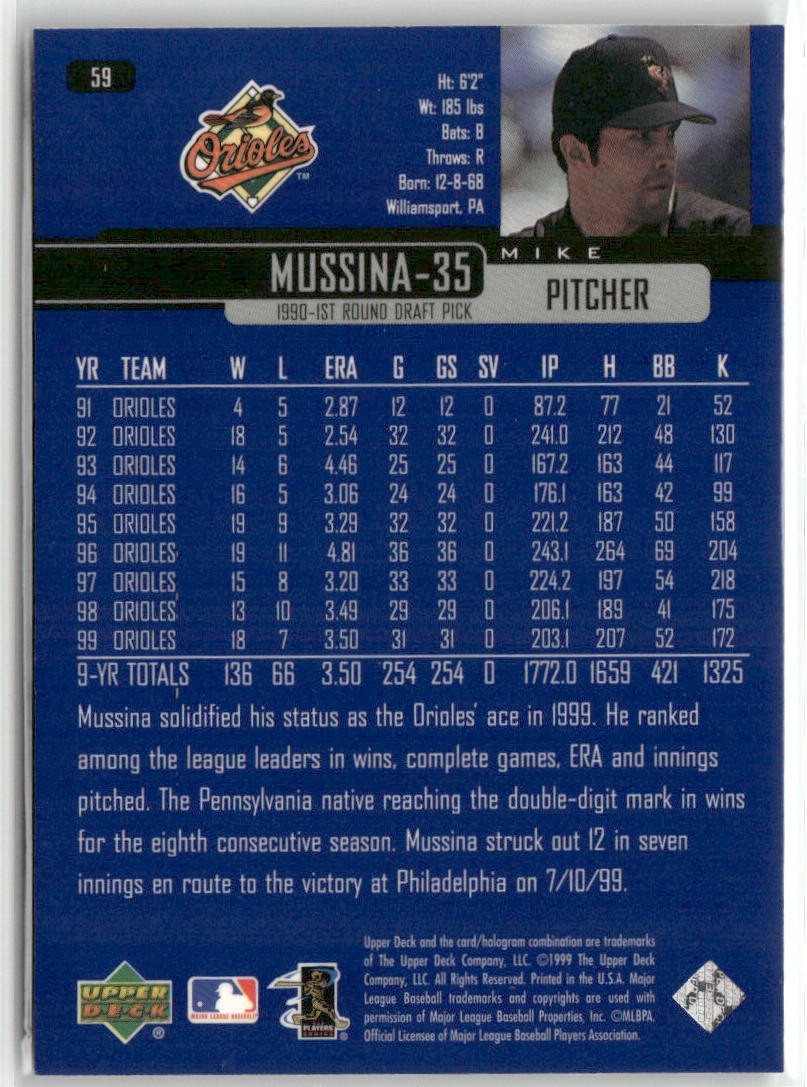 59
Orioles
TM
Ht: 6'2"
Wt: 185 lbs
Bats: B
Throws: R
Born: 12-8-68
Williamsport, PA
MIKE
MUSSINA-35
PITCHER
1990-1ST ROUND DRAFT PICK
YR TEAM W L ERA G GS SV IP H BB K
91 ORIOLES 4 5 2.87 12 12 0 87.2 77 21 52
92 ORIOLES 18 5 2.54 32 32 0 241.0 212 48 130
93 ORIOLES 14 6 4.46 25 25 0 167.2 163 44 117
94 ORIOLES 16 5 3.06 24 24 0 176.1 163 42 99
95 ORIOLES 19 9 3.29 32 32 0 221.2 187 50 158
96 ORIOLES 19 11 4.81 36 36 0 243.1 264 69 204
97 ORIOLES 15 8 3.20 33 33 0 224.2 197 54 218
98 ORIOLES 13 10 3.49 29 29 0 206.1 189 41 175
99 ORIOLES 18 7 3.50 31 31 0 203.1 207 52 172
9-YR TOTALS 136 66 3.50 254 254 0 1772.0 1659 421 1325
Mussina solidified his status as the Orioles' ace in 1999. He ranked
among the league leaders in wins, complete games, ERA and innings
pitched. The Pennsylvania native reaching the double-digit mark in wins
for the eighth consecutive season. Mussina struck out 12 in seven
innings en route to the victory at Philadelphia on 7/10/99.
Upper Deck and the card/hologram combination are trademarks
of The Upper Deck Company, LLC. ©1999 The Upper Deck
Company, LLC. All Rights Reserved. Printed in the U.S.A. Major
League Baseball trademarks and copyrights are used with
permission of Major League Baseball Properties, Inc. ©MLBPA.
Official Licensee of Major League Baseball Players Association.
UPPER
DECK
®
MAJOR LEAGUE BASEBALL
PLAYERS
CHOICE
®